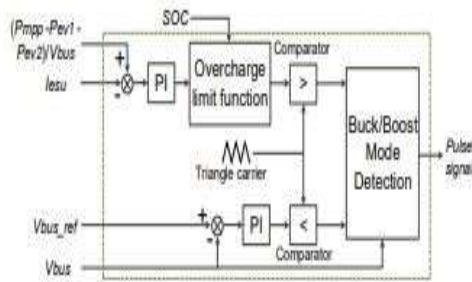 SOC
(Pmpp-Pev1-
Pev2)/Vbus
Comparator
+
-
Iesu
PI
Overcharge
limit function
>
Buck/Boost
Mode
Detection
Pulse
signal
Triangle carrier
Vbus_ref
+
-
PI
<
Comparator
Vbus